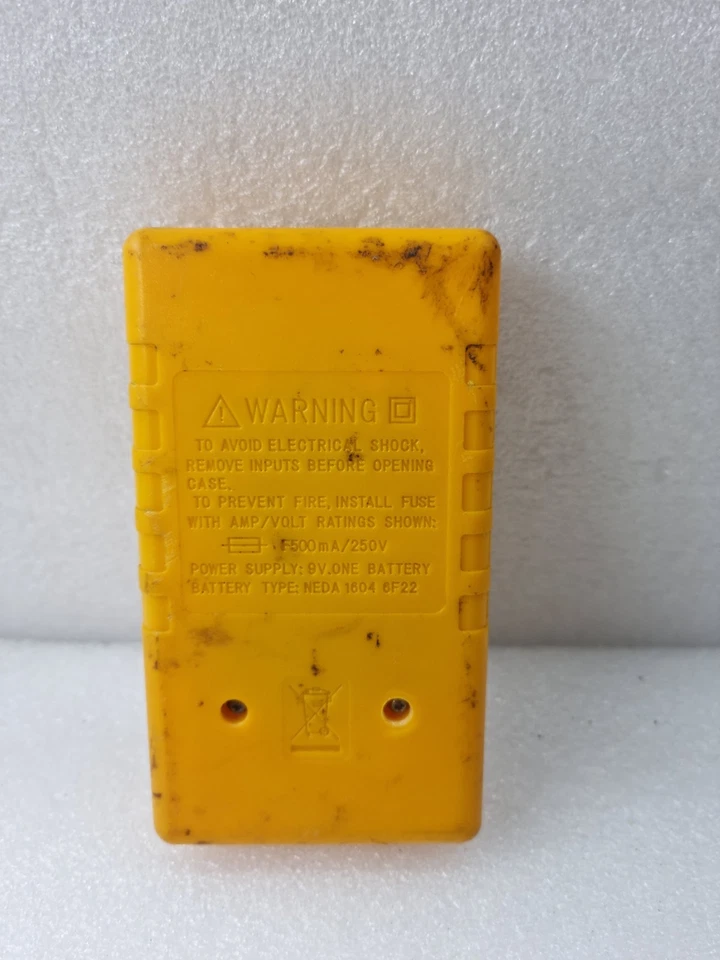 WARNING
TO AVOID ELECTRICAL SHOCK,
REMOVE INPUTS BEFORE OPENING
CASE.
TO PREVENT FIRE, INSTALL FUSE
WITH AMP/VOLT RATINGS SHOWN:
F500mA/250V
POWER SUPPLY: 9V. ONE BATTERY
BATTERY TYPE: NEDA 1604 6F22